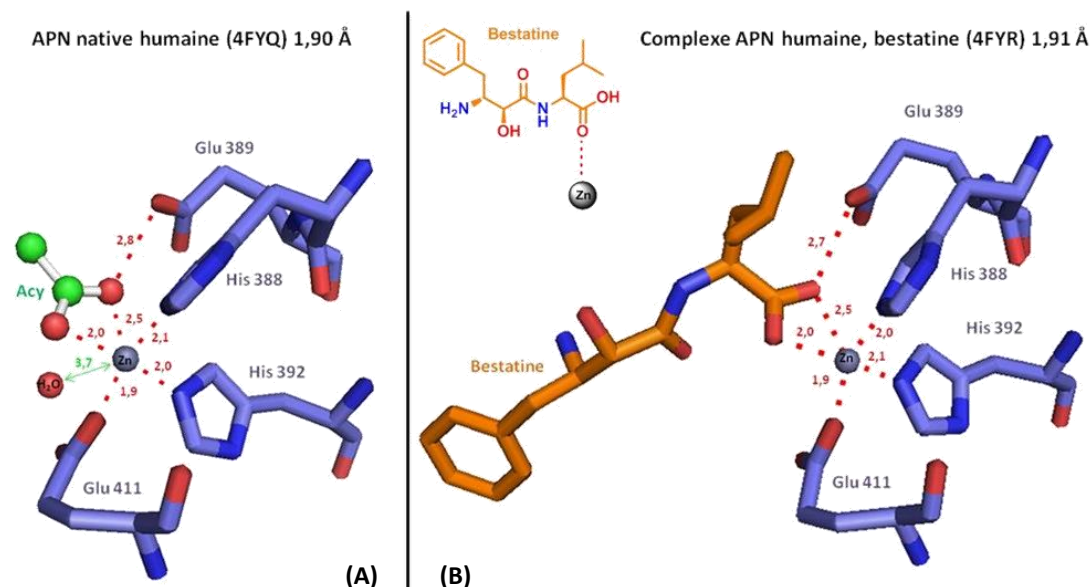 APN native humaine (4FYQ) 1,90 Å
Glu 389
2,8
His 388
Acy
2,5
2,0
2,1
Zn
3,7
H₂O
2,0
His 392
1,9
Glu 411
(A)
Bestatine
Complexe APN humaine, bestatine (4FYR) 1,91 Å
O
H₂N
OH
N
H
O
OH
Zn
Glu 389
2,7
His 388
2,5
2,0
2,0
Zn
2,1
His 392
1,9
Bestatine
Glu 411
(B)